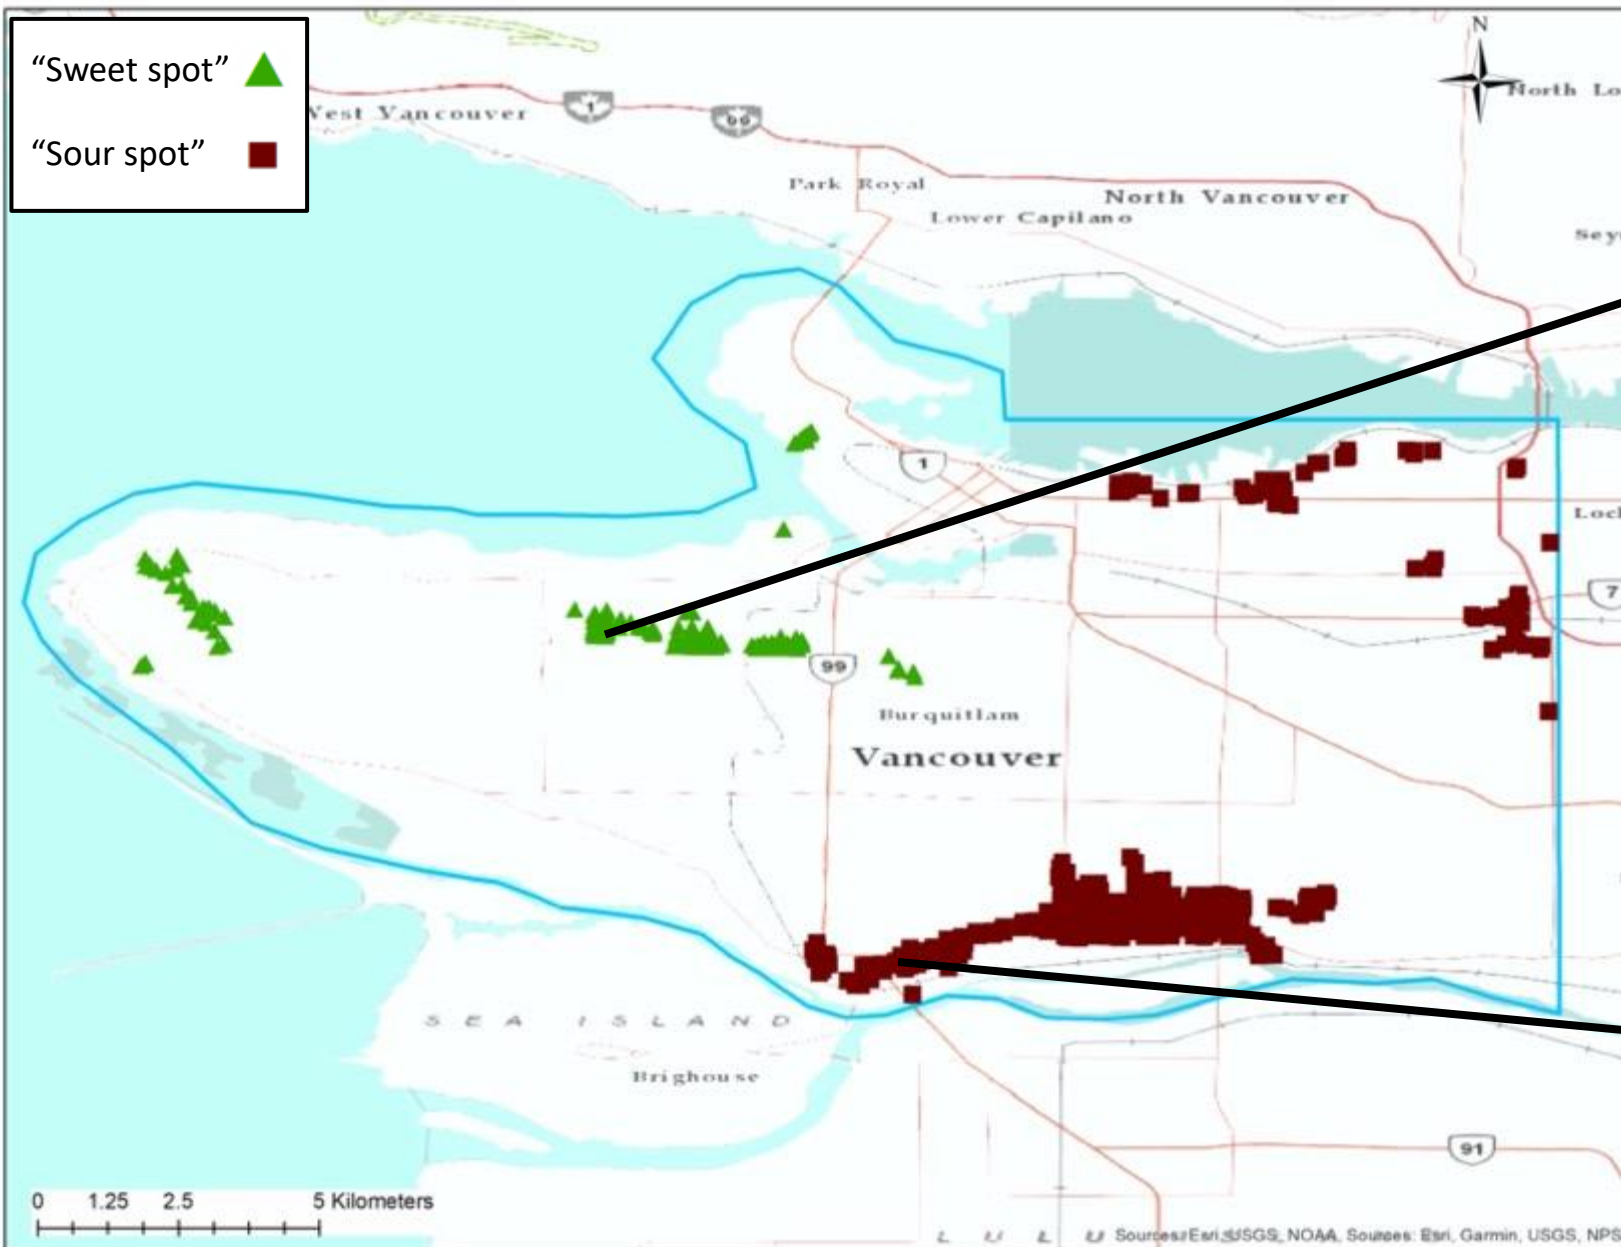 “Sweet spot”
“Sour spot”
N
North Lo
West Vancouver
1
99
Park Royal
North Vancouver
Lower Capilano
Sey
1
Loc
7
99
Burquitlam
Vancouver
SEA ISLAND
Brighouse
91
0 1.25 2.5 5 Kilometers
L U L U
Sources: Esri, USGS, NOAA, Sources: Esri, Garmin, USGS, NPS